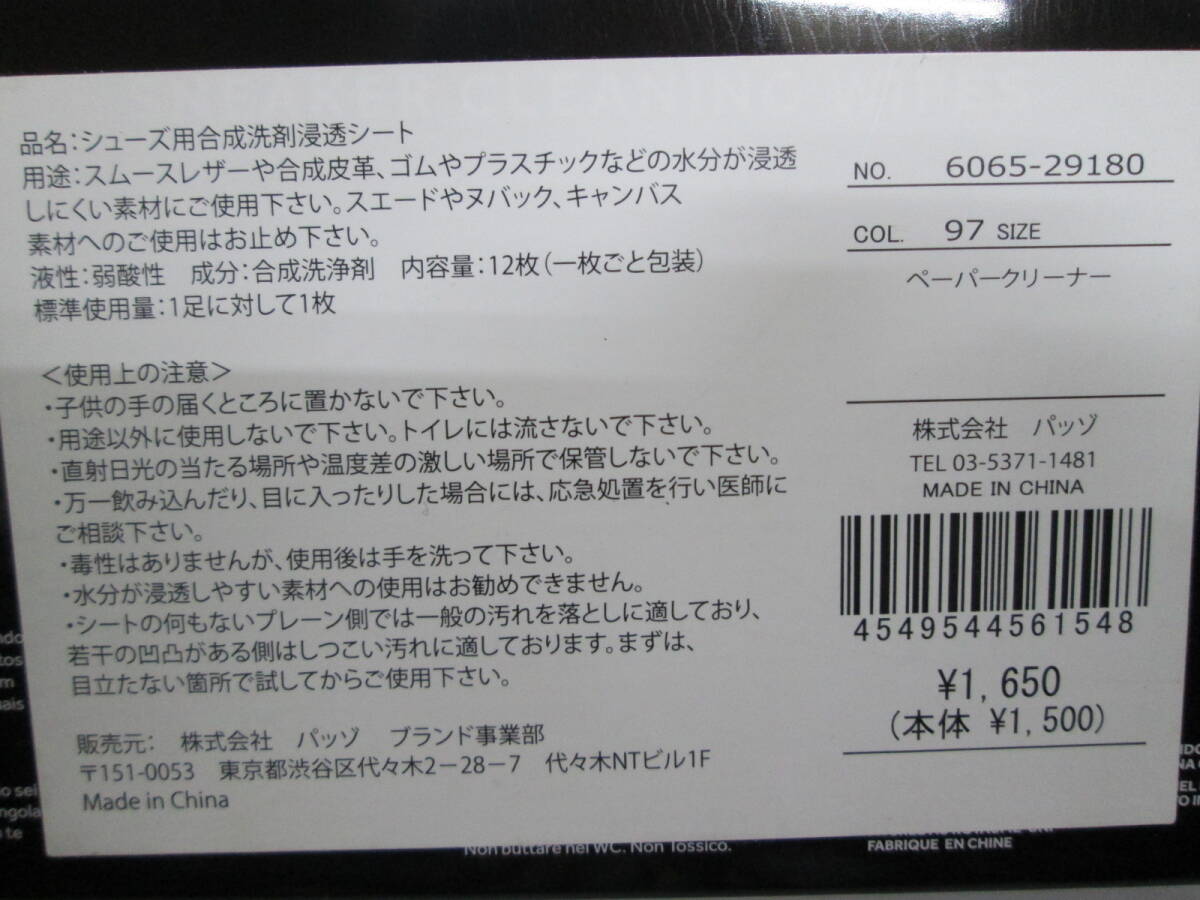 SNEAKER CLEANING WIPES
品名：シューズ用合成洗剤浸透シート
用途：スムースレザーや合成皮革、ゴムやプラスチックなどの水分が浸透
しにくい素材にご使用下さい。スエードやヌバック、キャンバス
素材へのご使用はお止め下さい。
液性：弱酸性　成分：合成洗浄剤　内容量：12枚（一枚ごと包装）
標準使用量：1足に対して1枚
＜使用上の注意＞
・子供の手の届くところに置かないで下さい。
・用途以外に使用しないで下さい。トイレには流さないで下さい。
・直射日光の当たる場所や温度差の激しい場所で保管しないで下さい。
・万一飲み込んだり、目に入ったりした場合には、応急処置を行い医師に
ご相談下さい。
・毒性はありませんが、使用後は手を洗って下さい。
・水分が浸透しやすい素材への使用はお勧めできません。
・シートの何もないプレーン側では一般の汚れを落としに適しており、
若干の凹凸がある側はしつこい汚れに適しております。まずは、
目立たない箇所で試してからご使用下さい。
販売元：　株式会社　パッゾ　ブランド事業部
〒151-0053　東京都渋谷区代々木2－28－7　代々木NTビル1F
Made in China
NO. 6065-29180
COL. 97 SIZE
ペーパークリーナー
株式会社　パッゾ
TEL 03-5371-1481
MADE IN CHINA
4549544561548
¥1,650
(本体 ¥1,500)
Non buttare nel WC. Non Tossico.
FABRIQUE EN CHINE